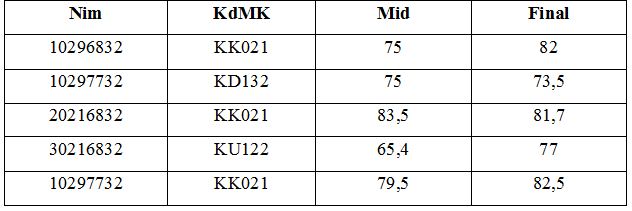 Nim KdMK Mid Final
10296832 KK021 75 82
10297732 KD132 75 73,5
20216832 KK021 83,5 81,7
30216832 KU122 65,4 77
10297732 KK021 79,5 82,5